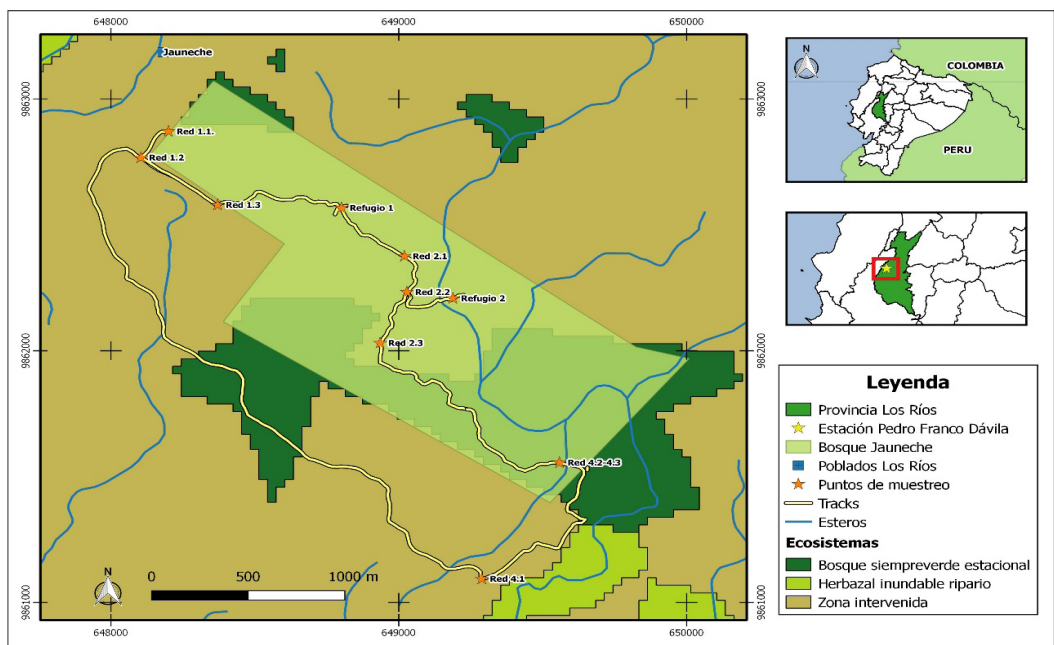 648000
649000
650000
9863000
9862000
9861000
Jauneche
Red 1.1.
Red 1.2
Red 1.3
Refugio 1
Red 2.1
Red 2.2
Refugio 2
Red 2.3
Red 4.2-4.3
Red 4.1
N
0
500
1000 m
648000
649000
650000
9863000
9862000
9861000
N
COLOMBIA
PERU
Leyenda
Provincia Los Ríos
Estación Pedro Franco Dávila
Bosque Jauneche
Poblados Los Ríos
Puntos de muestreo
Tracks
Esteros
Ecosistemas
Bosque siempreverde estacional
Herbazal inundable ripario
Zona intervenida